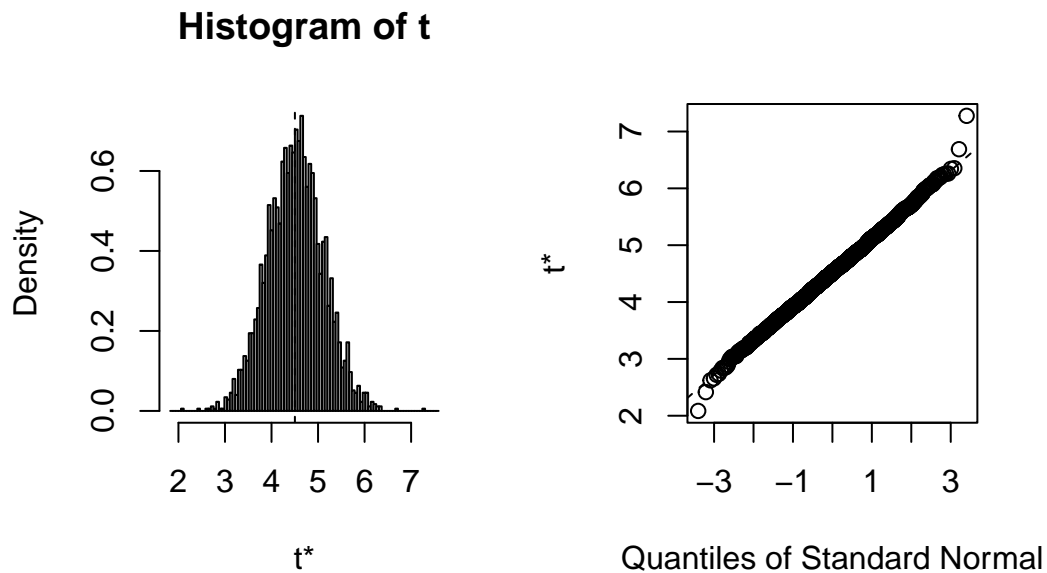 Histogram of t
Density
0.0 0.2 0.4 0.6
2 3 4 5 6 7
t*
t*
2 3 4 5 6 7
−3 −1 1 3
Quantiles of Standard Normal